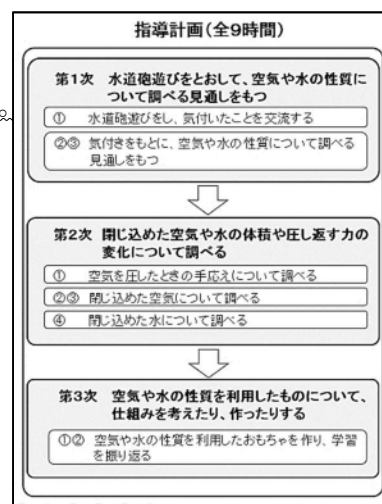 指導計画(全9時間)
第1次 水道砲遊びをとおして、空気や水の性質に
ついて調べる見通しをもつ
① 水道砲遊びをし、気付いたことを交流する
②③ 気付きをもとに、空気や水の性質について調べる
見通しをもつ
第2次 閉じ込めた空気や水の体積や圧し返す力の
変化について調べる
① 空気を圧したときの手応えについて調べる
②③ 閉じ込めた空気について調べる
④ 閉じ込めた水について調べる
第3次 空気や水の性質を利用したものについて、
仕組みを考えたり、作ったりする
①② 空気や水の性質を利用したおもちゃを作り、学習
を振り返る